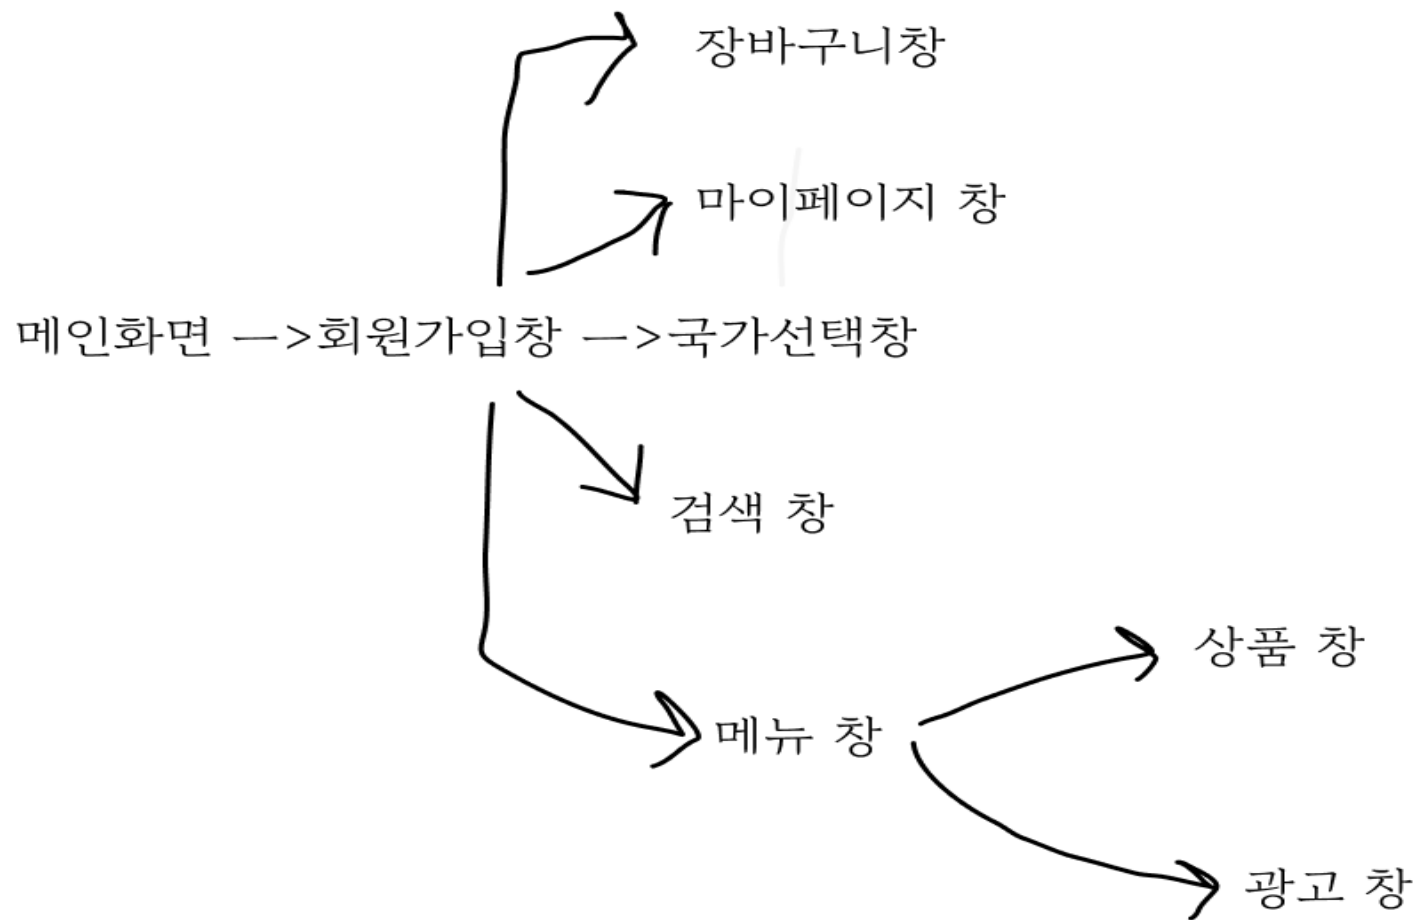 장바구니창
마이페이지 창
메인화면 —>회원가입창 —>국가선택창
검색 창
상품 창
메뉴 창
광고 창